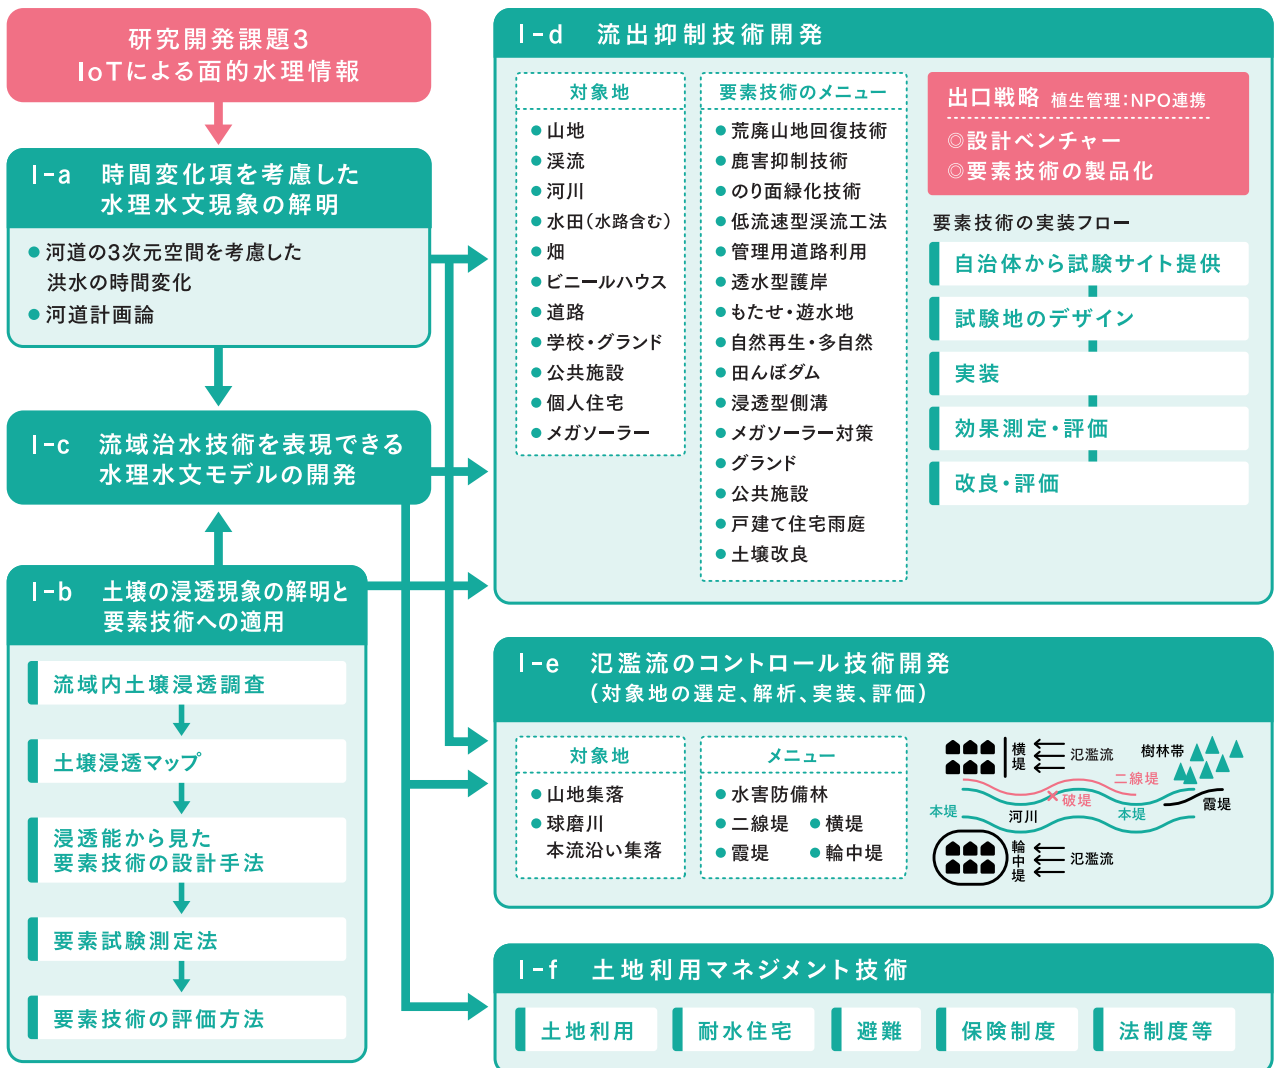 研究開発課題3
IoTによる面的水理情報
I-a 時間変化項を考慮した
水理水文現象の解明
● 河道の3次元空間を考慮した
洪水の時間変化
● 河道計画論
I-c 流域治水技術を表現できる
水理水文モデルの開発
I-b 土壌の浸透現象の解明と
要素技術への適用
流域内土壌浸透調査
土壌浸透マップ
浸透能から見た
要素技術の設計手法
要素試験測定法
要素技術の評価方法
I-d 流出抑制技術開発
対象地
● 山地
● 渓流
● 河川
● 水田（水路含む）
● 畑
● ビニールハウス
● 道路
● 学校・グランド
● 公共施設
● 個人住宅
● メガソーラー
要素技術のメニュー
● 荒廃山地回復技術
● 鹿害抑制技術
● のり面緑化技術
● 低流速型渓流工法
● 管理用道路利用
● 透水型護岸
● もたせ・遊水地
● 自然再生・多自然
● 田んぼダム
● 浸透型側溝
● メガソーラー対策
● グランド
● 公共施設
● 戸建て住宅雨庭
● 土壌改良
出口戦略 植生管理：NPO連携
◎設計ベンチャー
◎要素技術の製品化
要素技術の実装フロー
自治体から試験サイト提供
試験地のデザイン
実装
効果測定・評価
改良・評価
I-e 氾濫流のコントロール技術開発
（対象地の選定、解析、実装、評価）
対象地
● 山地集落
● 球磨川
本流沿い集落
メニュー
● 水害防備林
● 二線堤 ● 横堤
● 霞堤 ● 輪中堤
横堤
氾濫流
樹林帯
二線堤
本堤
河川
破堤
本堤
霞堤
輪中堤
氾濫流
I-f 土地利用マネジメント技術
土地利用
耐水住宅
避難
保険制度
法制度等